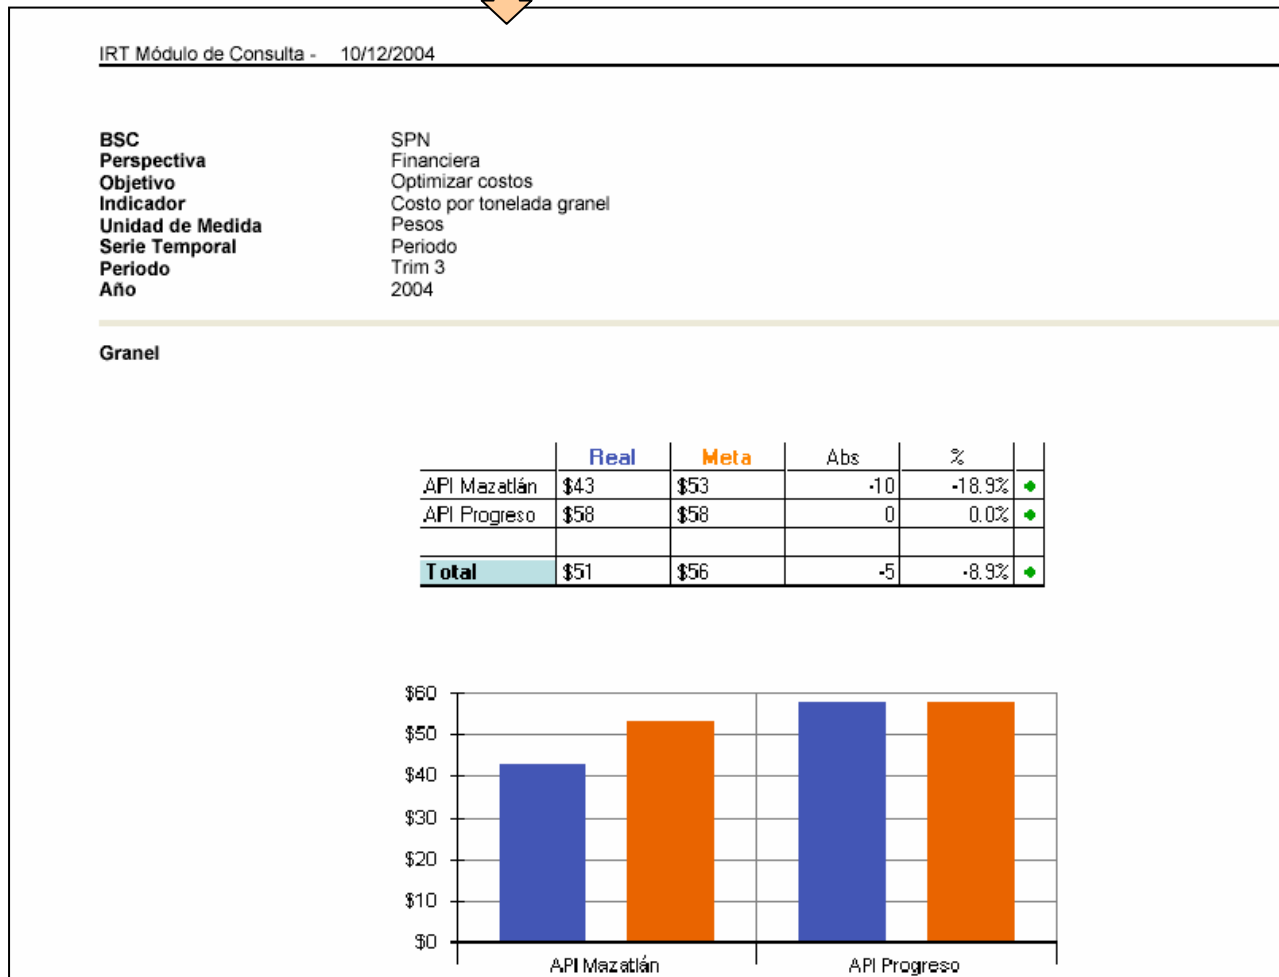 IRT Módulo de Consulta - 10/12/2004
BSC SPN
Perspectiva Financiera
Objetivo Optimizar costos
Indicador Costo por tonelada granel
Unidad de Medida Pesos
Serie Temporal Periodo
Periodo Trim 3
Año 2004
Granel
Real Meta Abs %
API Mazatlán $43 $53 -10 -18.9%
API Progreso $58 $58 0 0.0%
Total $51 $56 -5 -8.9%
$60
$50
$40
$30
$20
$10
$0
API Mazatlán API Progreso